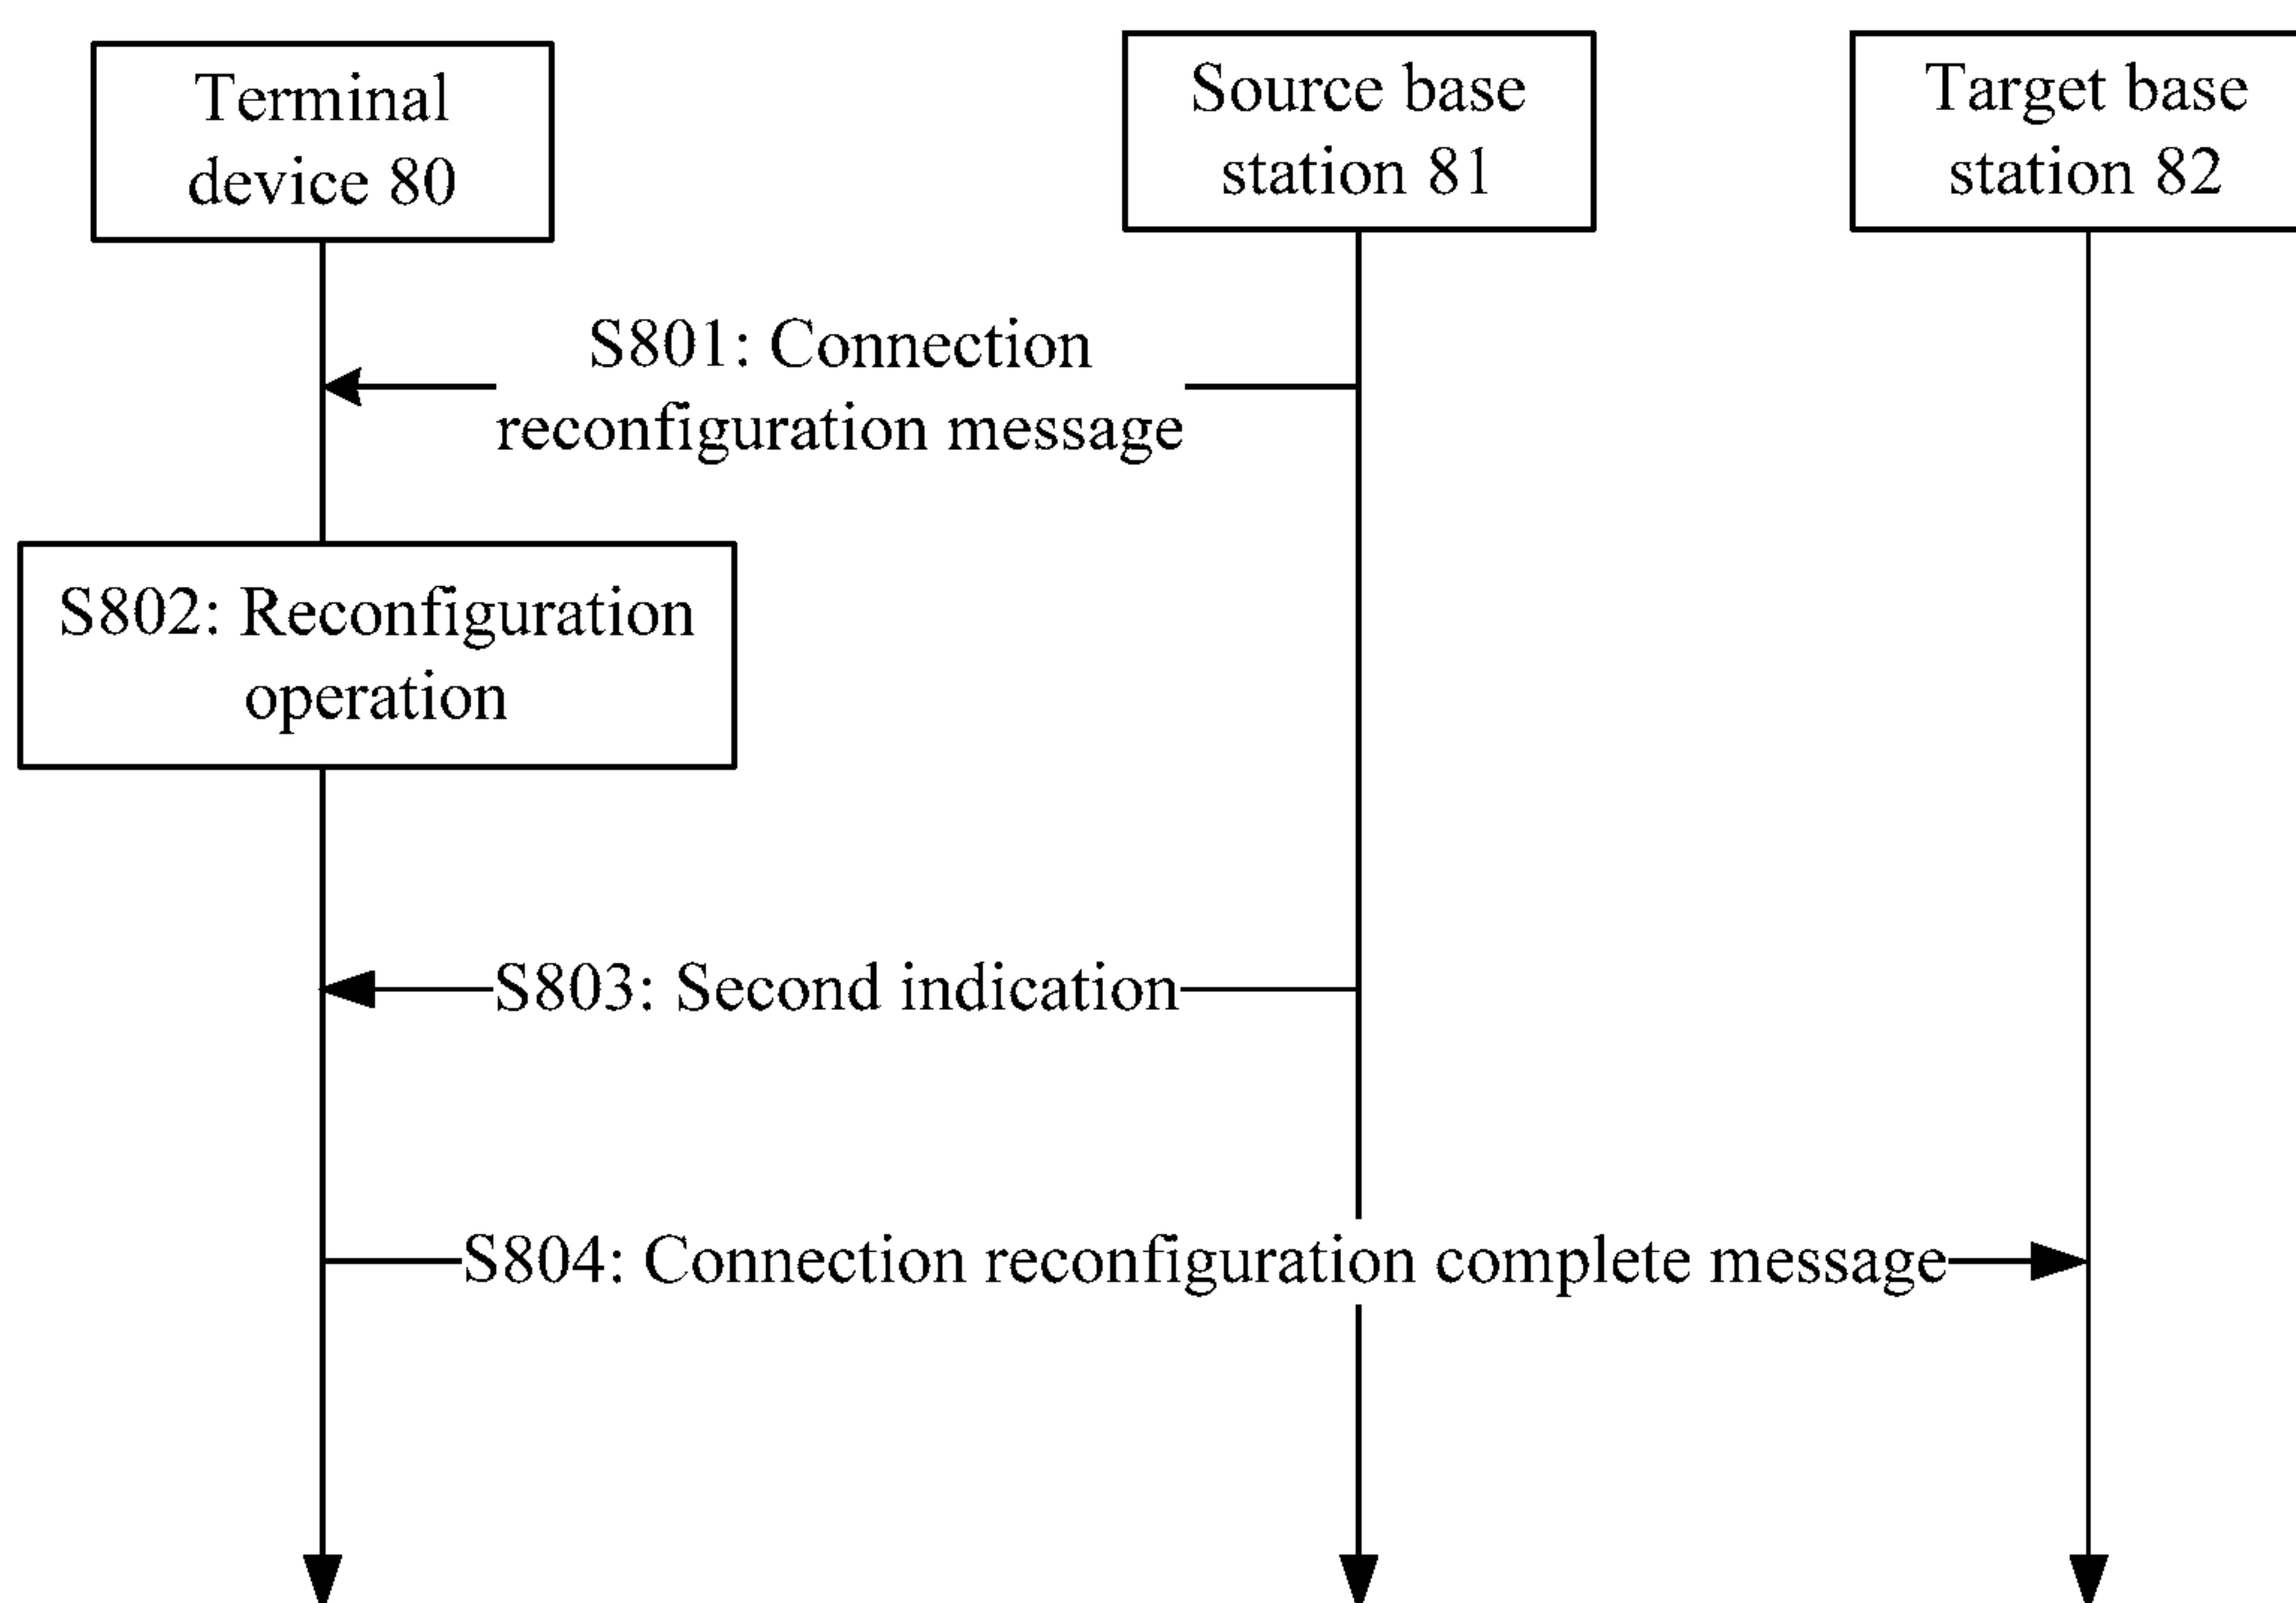 Terminal
device 80
Source base
station 81
Target base
station 82
S801: Connection
reconfiguration message
S802: Reconfiguration
operation
S803: Second indication
S804: Connection reconfiguration complete message